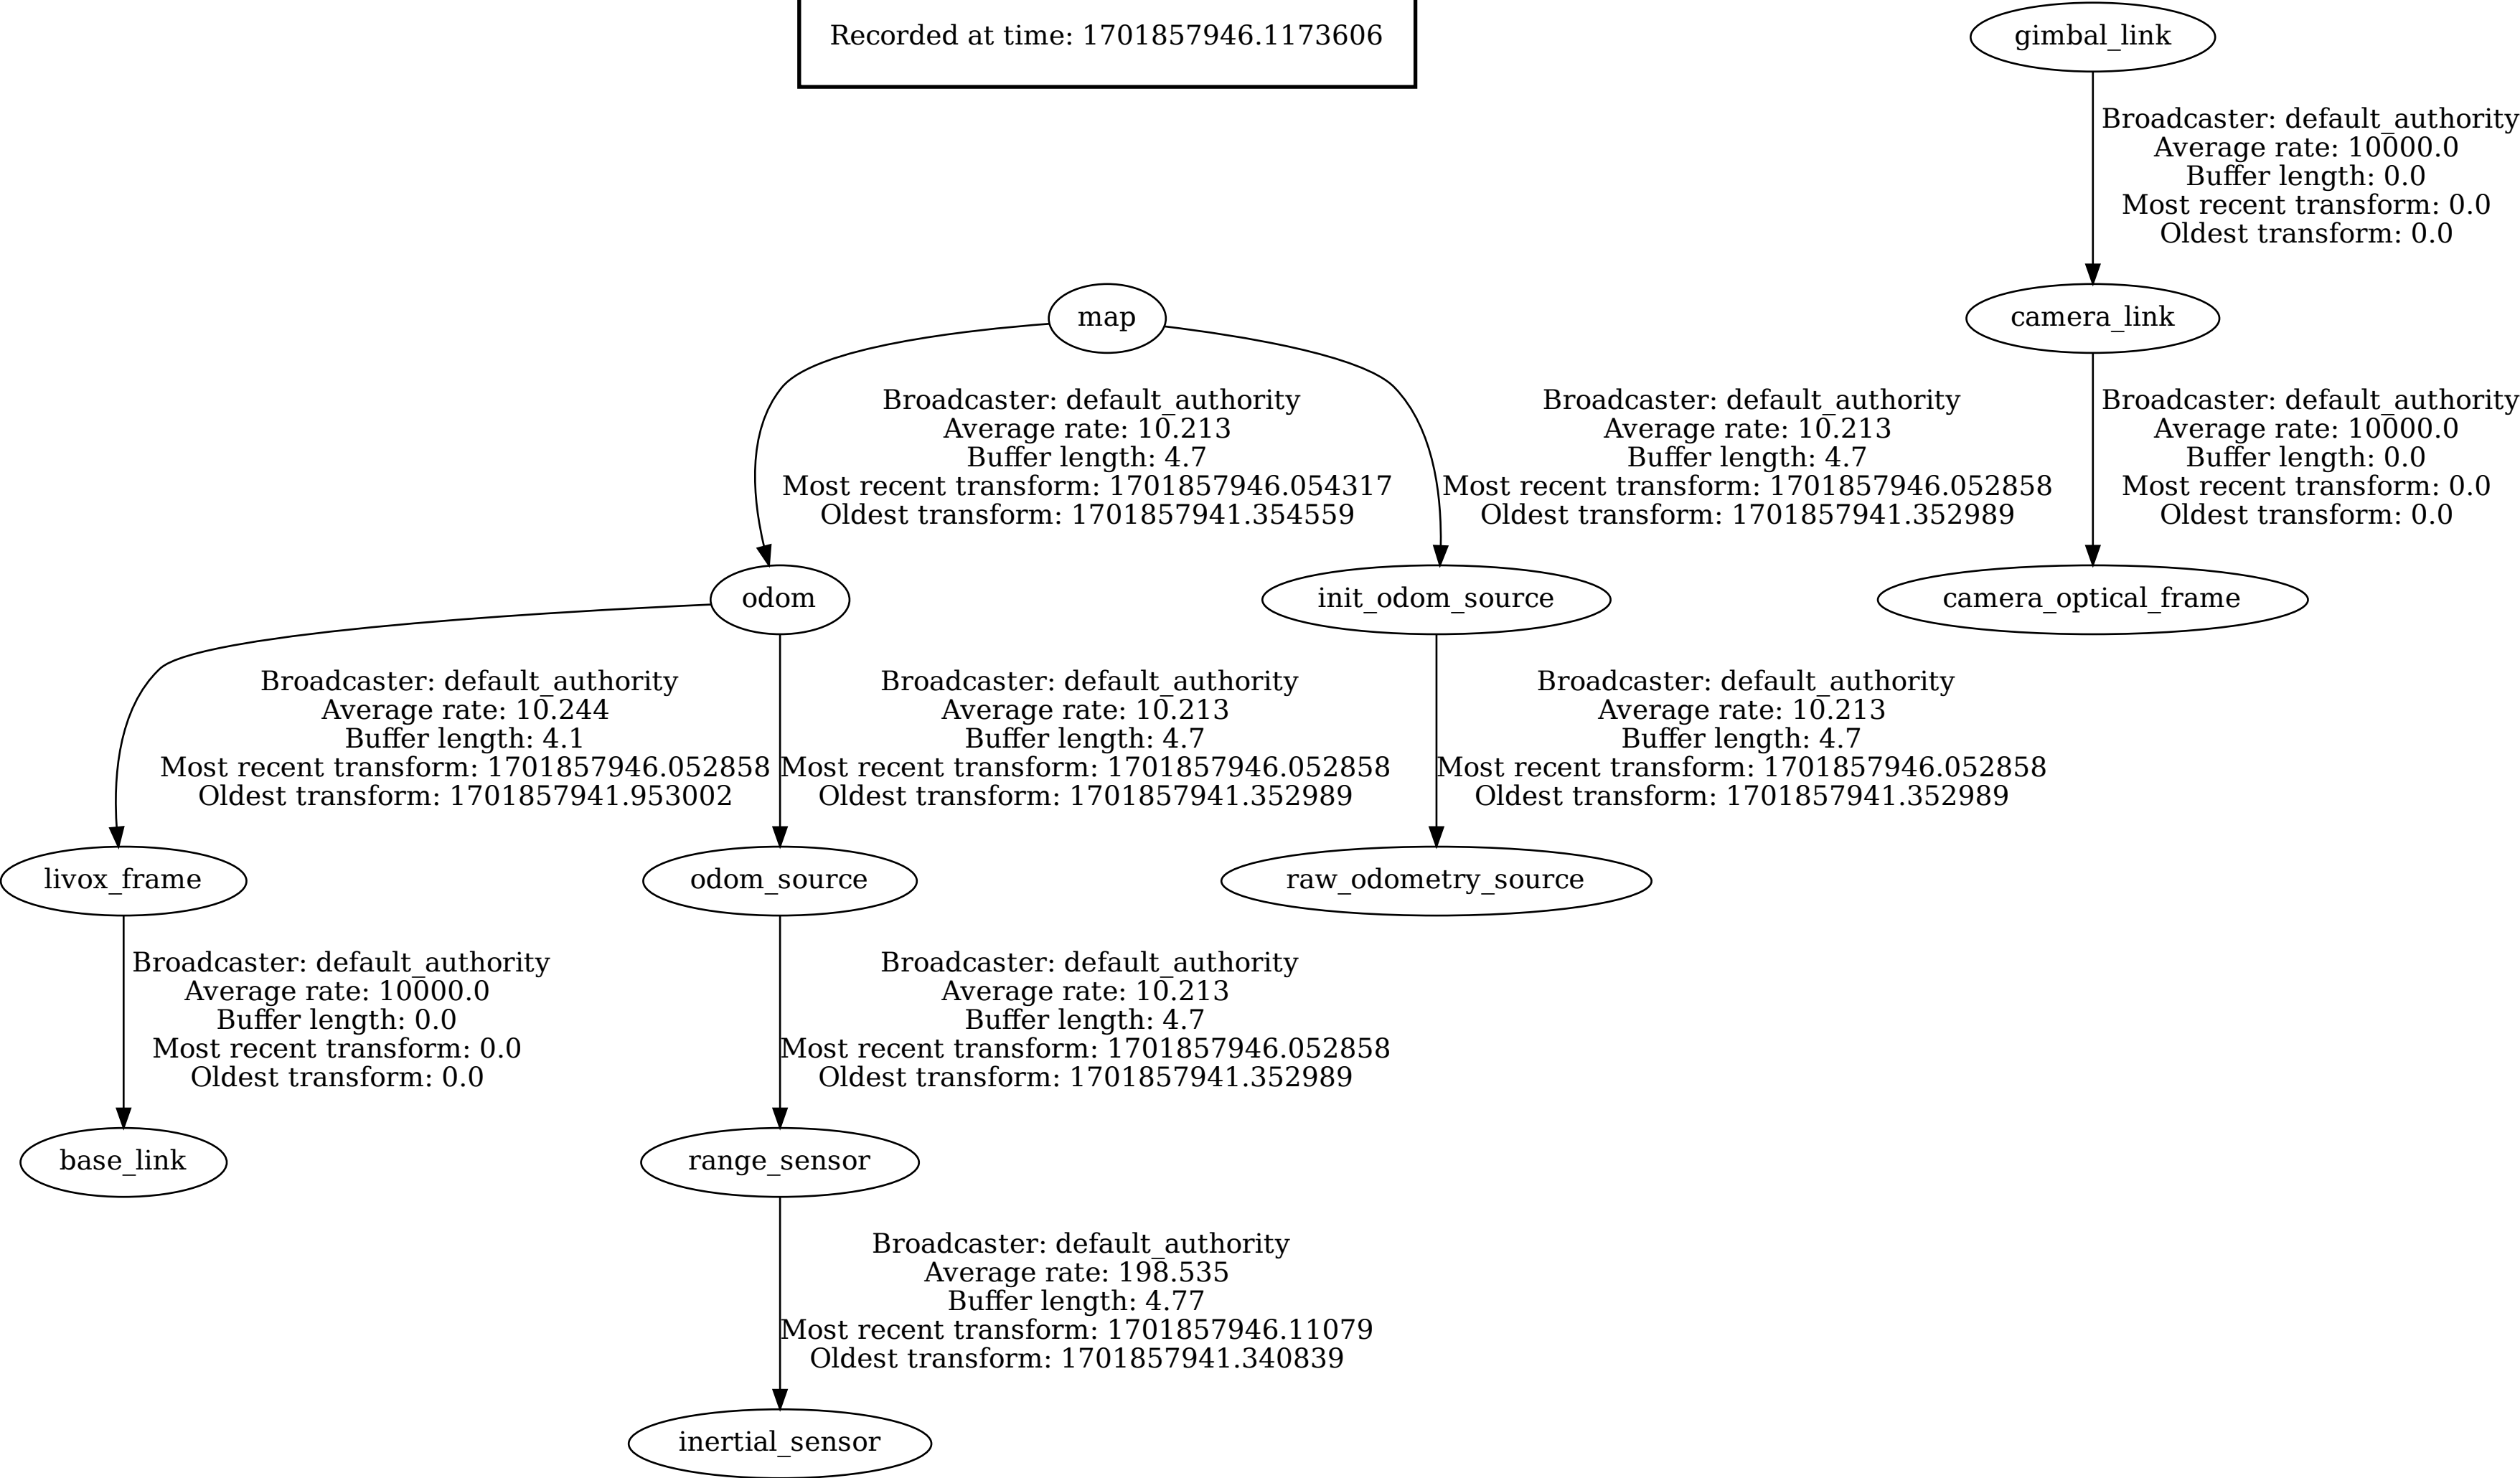 Recorded at time: 1701857946.1173606
gimbal_link
Broadcaster: default_authority
Average rate: 10000.0
Buffer length: 0.0
Most recent transform: 0.0
Oldest transform: 0.0
map
camera_link
Broadcaster: default_authority
Average rate: 10.213
Buffer length: 4.7
Most recent transform: 1701857946.054317
Oldest transform: 1701857941.354559
Broadcaster: default_authority
Average rate: 10.213
Buffer length: 4.7
Most recent transform: 1701857946.052858
Oldest transform: 1701857941.352989
Broadcaster: default_authority
Average rate: 10000.0
Buffer length: 0.0
Most recent transform: 0.0
Oldest transform: 0.0
odom
init_odom_source
camera_optical_frame
Broadcaster: default_authority
Average rate: 10.244
Buffer length: 4.1
Most recent transform: 1701857946.052858
Oldest transform: 1701857941.953002
Broadcaster: default_authority
Average rate: 10.213
Buffer length: 4.7
Most recent transform: 1701857946.052858
Oldest transform: 1701857941.352989
Broadcaster: default_authority
Average rate: 10.213
Buffer length: 4.7
Most recent transform: 1701857946.052858
Oldest transform: 1701857941.352989
livox_frame
odom_source
raw_odometry_source
Broadcaster: default_authority
Average rate: 10000.0
Buffer length: 0.0
Most recent transform: 0.0
Oldest transform: 0.0
Broadcaster: default_authority
Average rate: 10.213
Buffer length: 4.7
Most recent transform: 1701857946.052858
Oldest transform: 1701857941.352989
base_link
range_sensor
Broadcaster: default_authority
Average rate: 198.535
Buffer length: 4.77
Most recent transform: 1701857946.11079
Oldest transform: 1701857941.340839
inertial_sensor